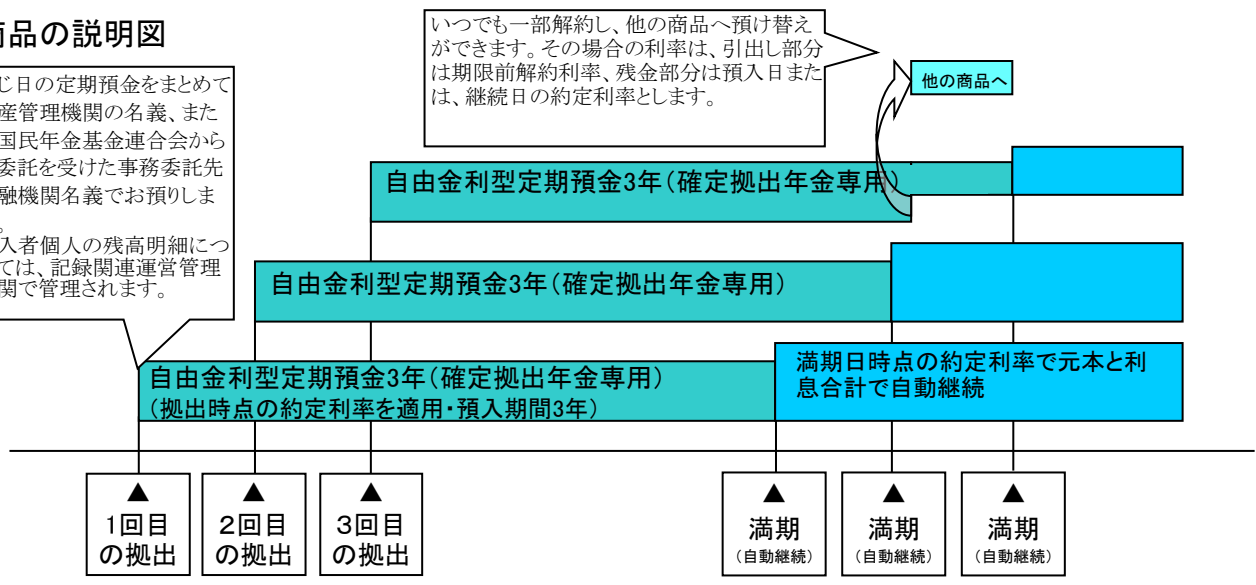 商品の説明図
じ日の定期預金をまとめて
産管理機関の名義、また
国民年金基金連合会から
委託を受けた事務委託先
融機関名義でお預りしま
。
入者個人の残高明細につ
ては、記録関連運営管理
関で管理されます。
いつでも一部解約し、他の商品へ預け替え
ができます。その場合の利率は、引出し部分
は期限前解約利率、残金部分は預入日また
は、継続日の約定利率とします。
他の商品へ
自由金利型定期預金3年(確定拠出年金専用)
自由金利型定期預金3年(確定拠出年金専用)
自由金利型定期預金3年(確定拠出年金専用)
(拠出時点の約定利率を適用・預入期間3年)
満期日時点の約定利率で元本と利
息合計で自動継続
▲
1回目
の拠出
▲
2回目
の拠出
▲
3回目
の拠出
▲
満期
(自動継続)
▲
満期
(自動継続)
▲
満期
(自動継続)